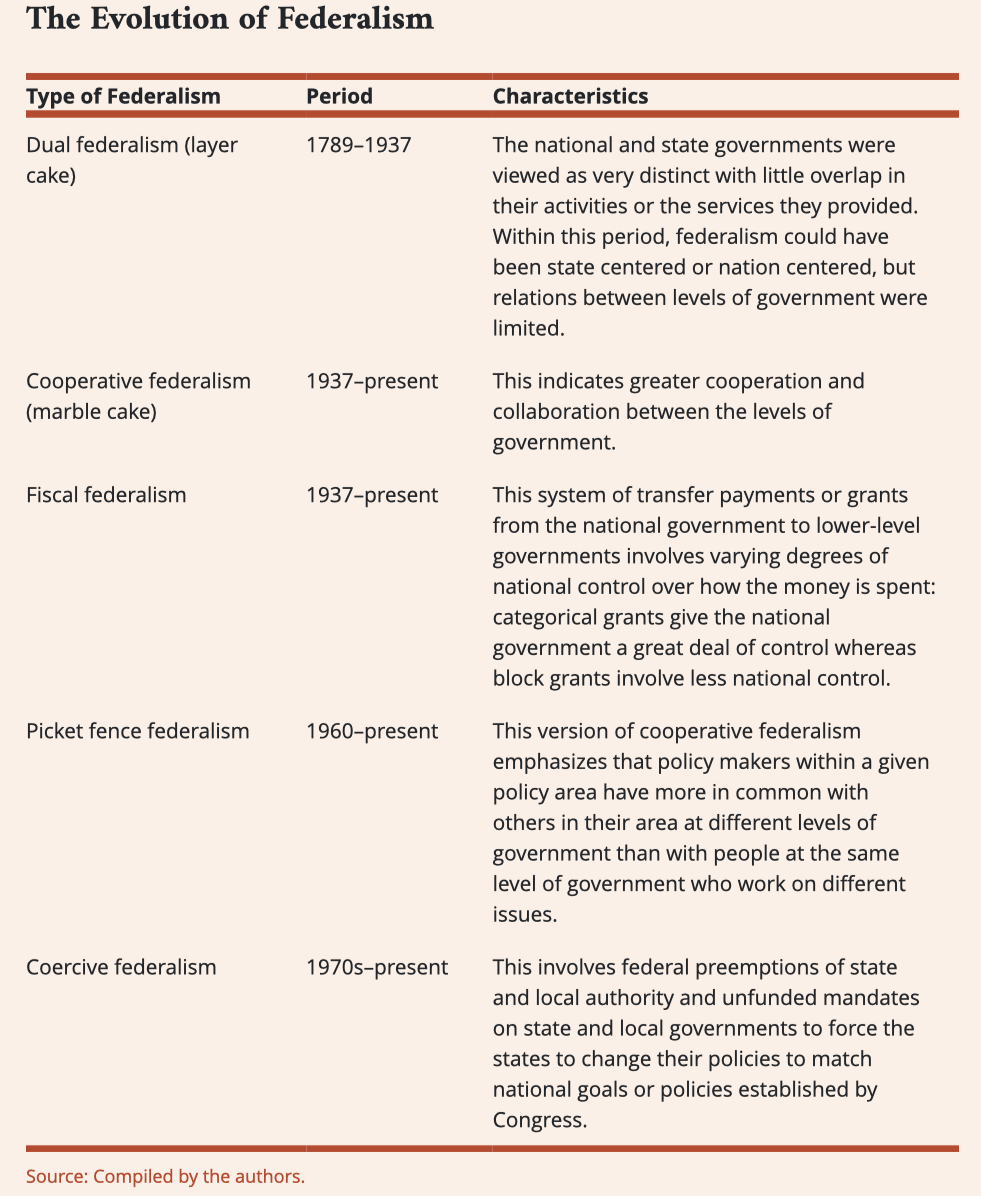 The Evolution of Federalism
Type of Federalism Period Characteristics
Dual federalism (layer cake) 1789–1937 The national and state governments were
viewed as very distinct with little overlap in
their activities or the services they provided.
Within this period, federalism could have
been state centered or nation centered, but
relations between levels of government were
limited.
Cooperative federalism (marble cake) 1937–present This indicates greater cooperation and
collaboration between the levels of
government.
Fiscal federalism 1937–present This system of transfer payments or grants
from the national government to lower-level
governments involves varying degrees of
national control over how the money is spent:
categorical grants give the national
government a great deal of control whereas
block grants involve less national control.
Picket fence federalism 1960–present This version of cooperative federalism
emphasizes that policy makers within a given
policy area have more in common with
others in their area at different levels of
government than with people at the same
level of government who work on different
issues.
Coercive federalism 1970s–present This involves federal preemptions of state
and local authority and unfunded mandates
on state and local governments to force the
states to change their policies to match
national goals or policies established by
Congress.
Source: Compiled by the authors.